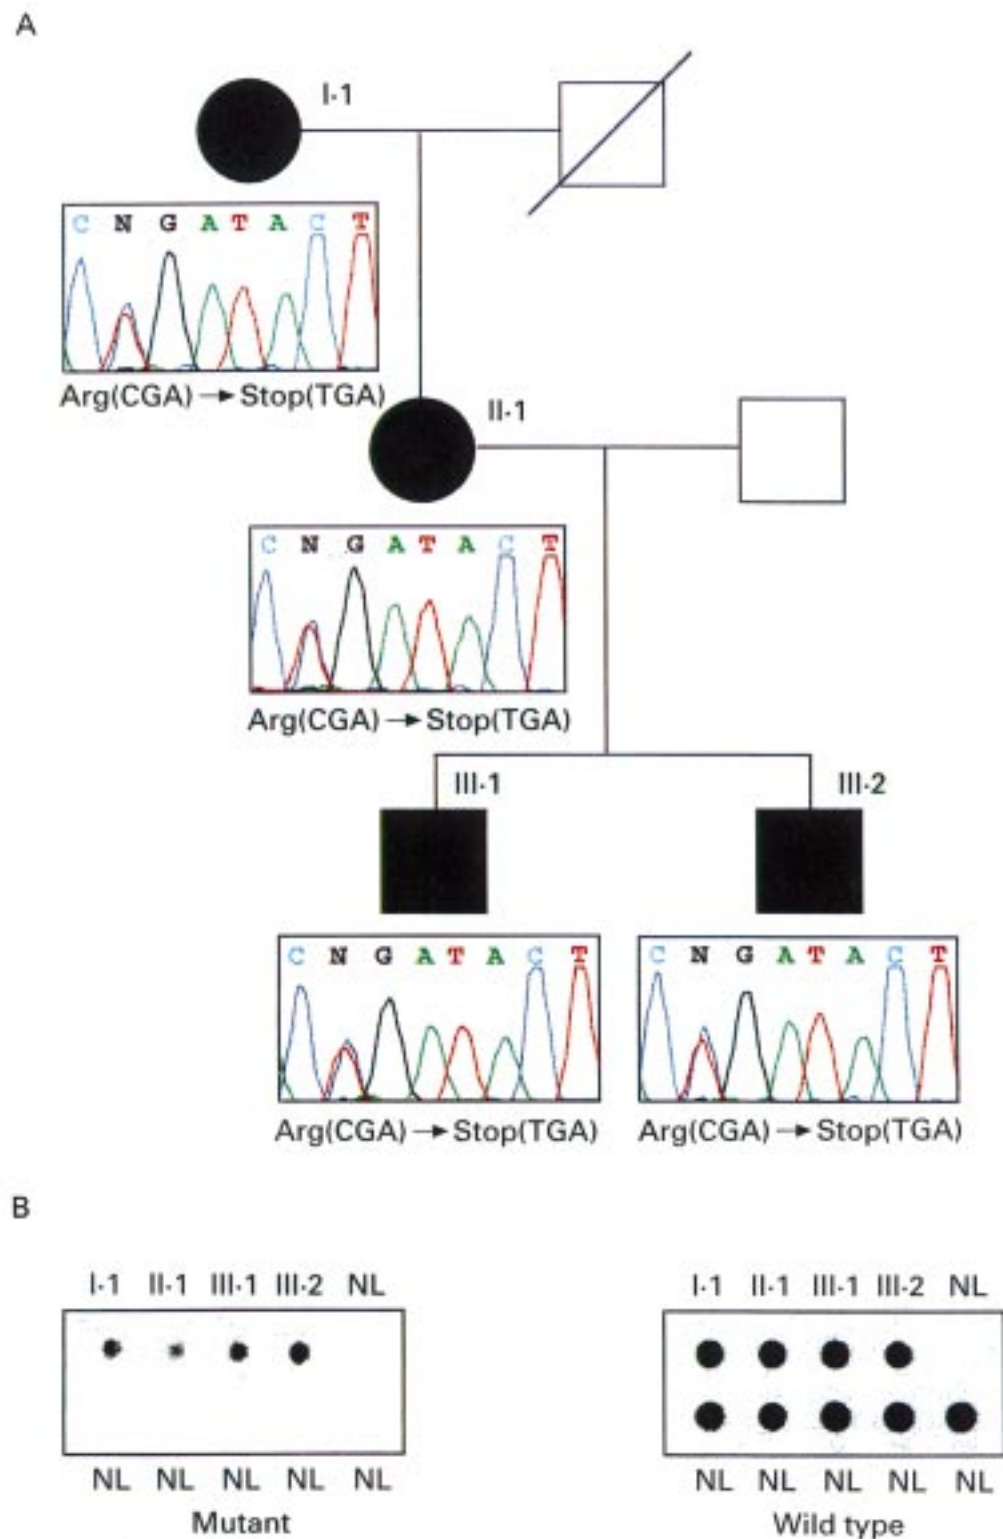 A
I·1
C N G A T A C T
Arg(CGA) → Stop(TGA)
II·1
C N G A T A C T
Arg(CGA) → Stop(TGA)
III·1
III·2
C N G A T A C T
C N G A T A C T
Arg(CGA) → Stop(TGA)
Arg(CGA) → Stop(TGA)
B
I·1 II·1 III·1 III·2 NL
I·1 II·1 III·1 III·2 NL
NL NL NL NL NL
NL NL NL NL NL
Mutant
Wild type